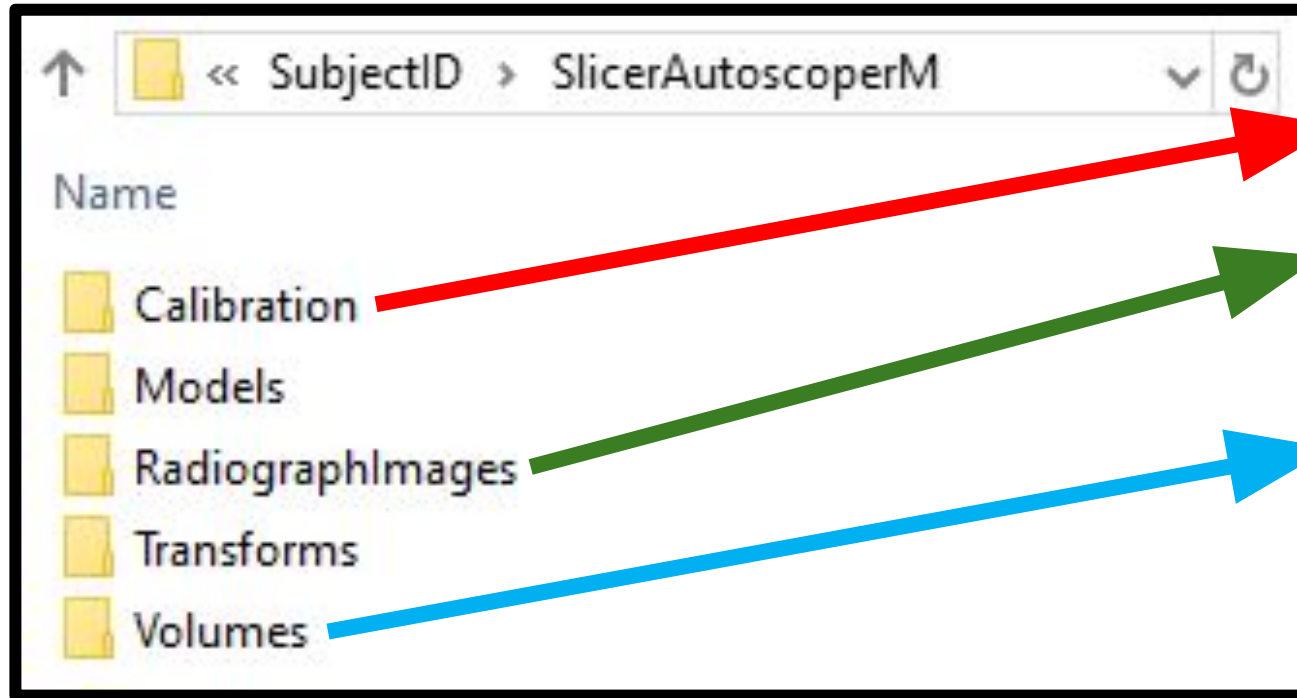 « SubjectID > SlicerAutoscoperM
Name
Calibration
Models
RadiographImages
Transforms
Volumes